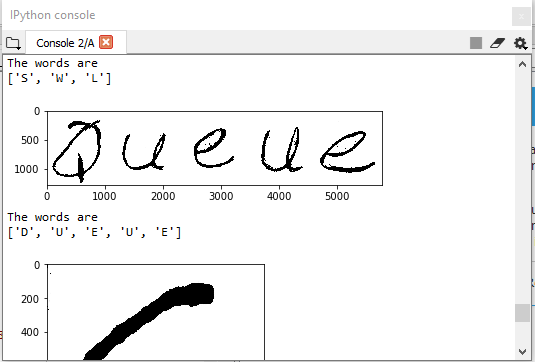 IPython console
Console 2/A
The words are
['S', 'W', 'L']
0
500
1000
Queue
0 1000 2000 3000 4000 5000
The words are
['D', 'U', 'E', 'U', 'E']
0
200
400